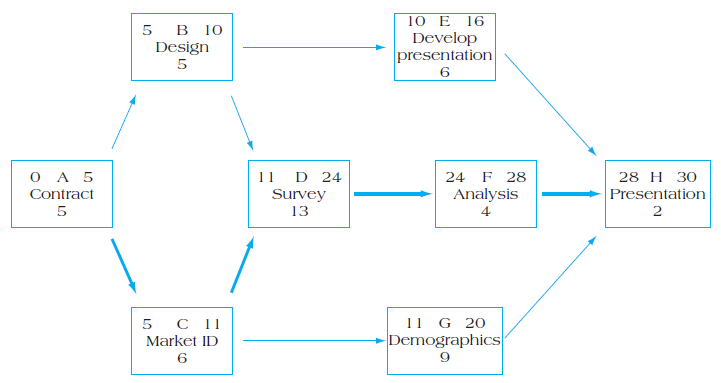 5 B 10
Design
5
10 E 16
Develop
presentation
6
0 A 5
Contract
5
11 D 24
Survey
13
24 F 28
Analysis
4
28 H 30
Presentation
2
5 C 11
Market ID
6
11 G 20
Demographics
9